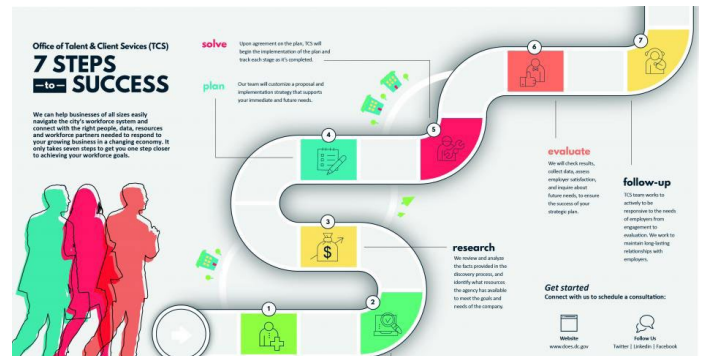 Office of Talent & Client Sevices (TCS)
7 STEPS
to SUCCESS
We can help businesses of all sizes easily
navigate the city's workforce system and
connect with the right people, data, resources
and workforce partners needed to respond to
your growing business in a changing economy. It
only takes seven steps to get you one step closer
to achieving your workforce goals.
solve
Upon agreement on the plan, TCS will
begin the implementation of the plan and
track each stage as it's completed.
plan
Our team will customize a proposal and
implementation strategy that supports
your immediate and future needs.
1
2
3
$
4
5
6
7
research
We review and analyze
the facts provided in the
discovery process, and
identify what resources
the agency has available
to meet the goals and
needs of the company.
evaluate
We will check results,
collect data, assess
employer satisfaction,
and inquire about
future needs, to ensure
the success of your
strategic plan.
follow-up
TCS team works to
actively to be
responsive to the needs
of employers from
engagement to
evaluation. We work to
maintain long-lasting
relationships with
employers.
Get started
Connect with us to schedule a consultation:
Website
www.does.dc.gov
Follow Us
Twitter | Linkedin | Facebook